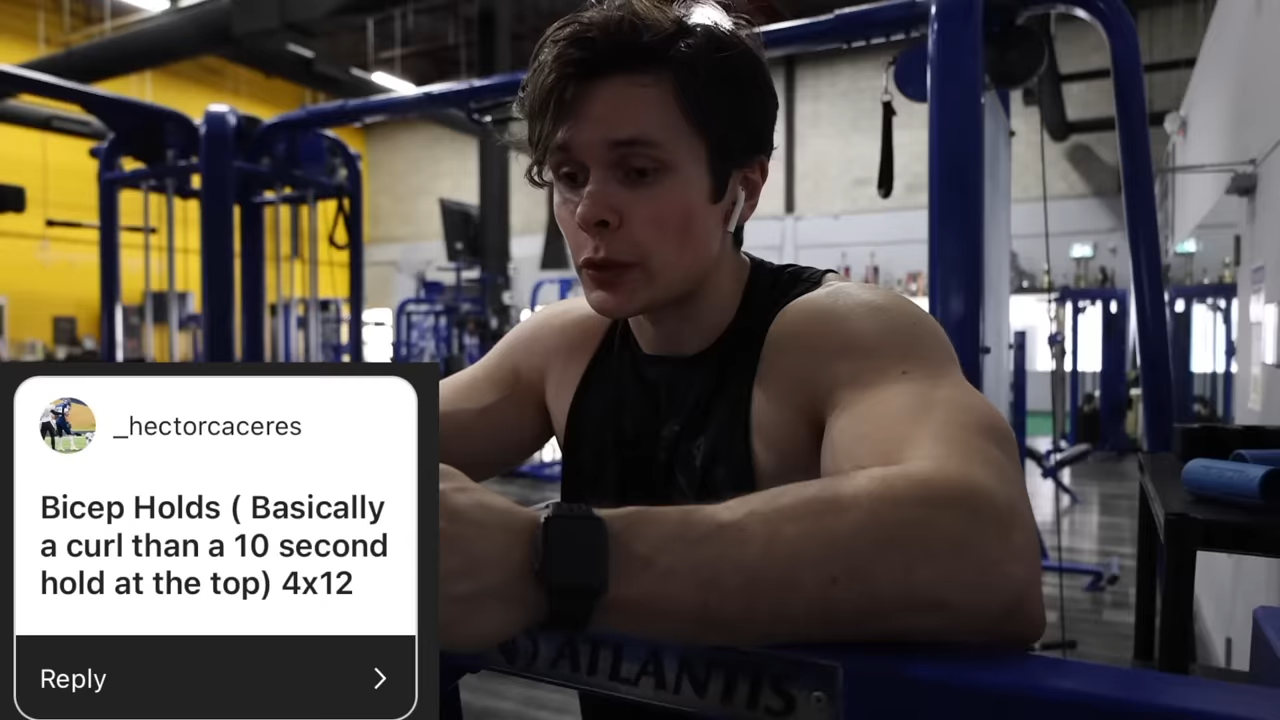 _hectorcaceres
Bicep Holds ( Basically
a curl than a 10 second
hold at the top) 4x12
Reply
ATLANTIS